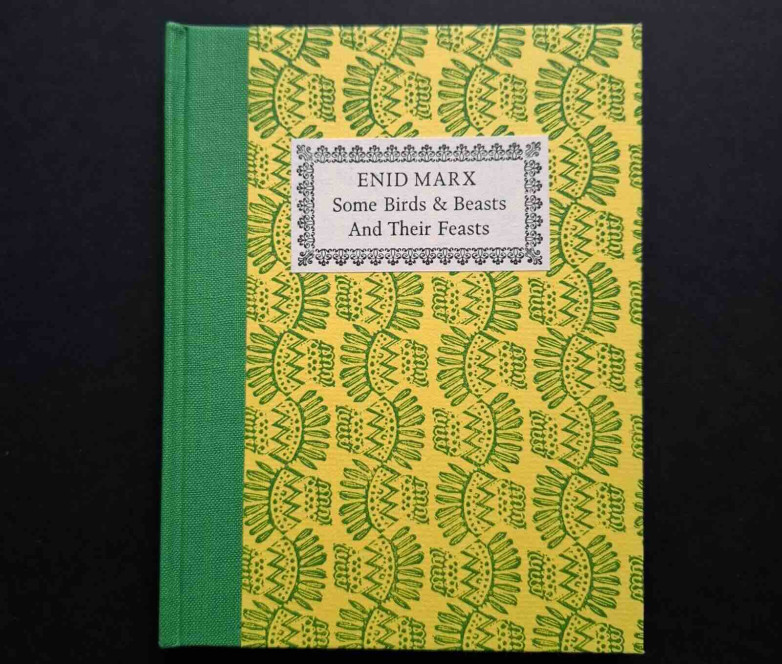 ENID MARX
Some Birds & Beasts
And Their Feasts